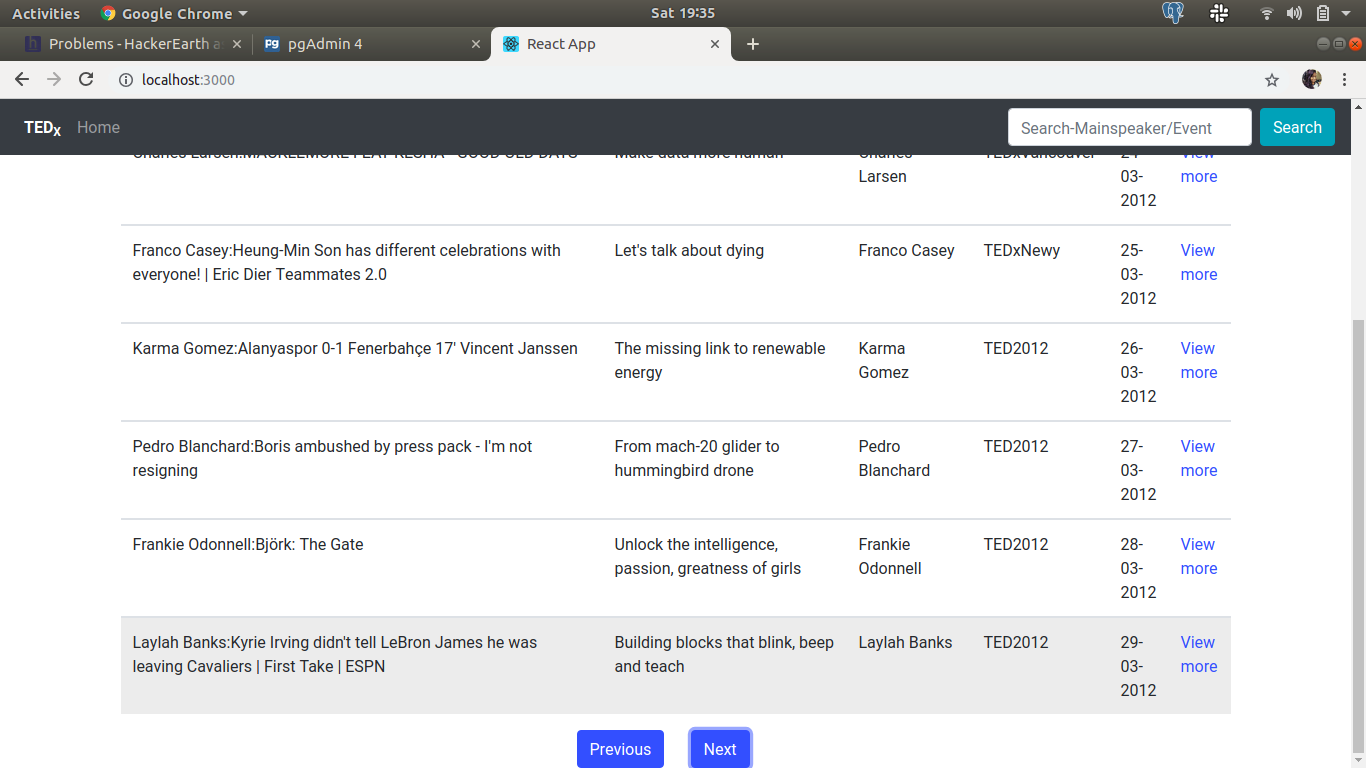 Activities Google Chrome Sat 19:35
Problems - HackerEarth a pgAdmin 4 React App
localhost:3000
TEDx Home Search-Mainspeaker/Event Search
Larsen 03- more
2012
Franco Casey:Heung-Min Son has different celebrations with Let's talk about dying Franco Casey TEDxNewy 25- View
everyone! | Eric Dier Teammates 2.0 03- more
2012
Karma Gomez:Alanyaspor 0-1 Fenerbahçe 17' Vincent Janssen The missing link to renewable Karma TED2012 26- View
energy Gomez 03- more
2012
Pedro Blanchard:Boris ambushed by press pack - I'm not From mach-20 glider to Pedro TED2012 27- View
resigning hummingbird drone Blanchard 03- more
2012
Frankie Odonnell:Björk: The Gate Unlock the intelligence, Frankie TED2012 28- View
passion, greatness of girls Odonnell 03- more
2012
Laylah Banks:Kyrie Irving didn't tell LeBron James he was Building blocks that blink, beep Laylah Banks TED2012 29- View
leaving Cavaliers | First Take | ESPN and teach 03- more
2012
Previous Next